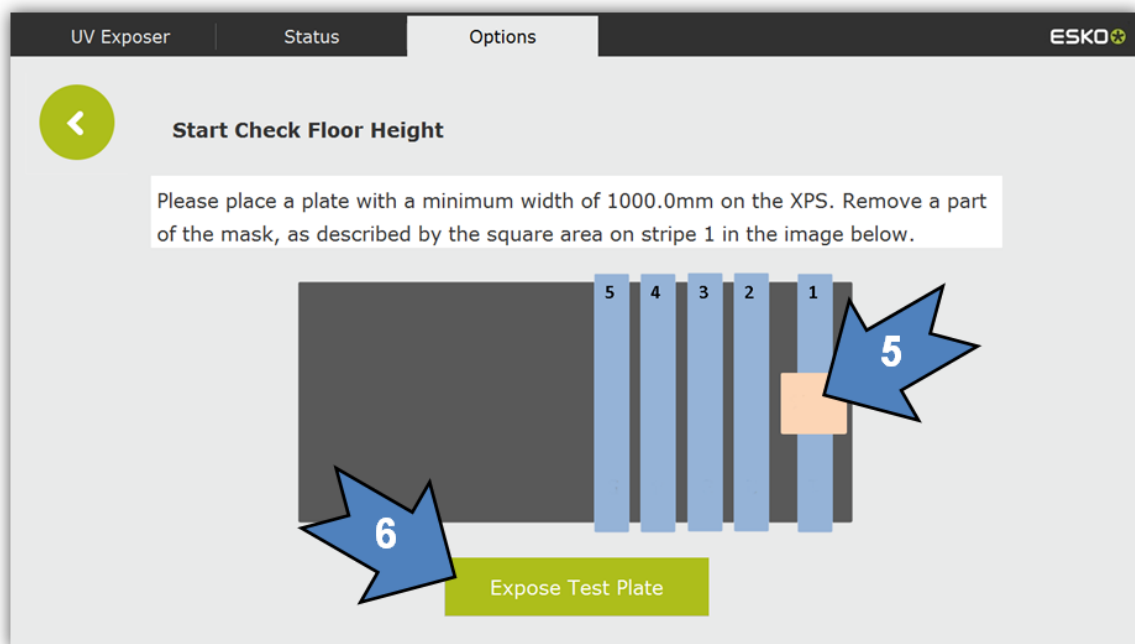 UV Exposer Status Options ESKO
Start Check Floor Height
Please place a plate with a minimum width of 1000.0mm on the XPS. Remove a part
of the mask, as described by the square area on stripe 1 in the image below.
5 4 3 2 1
5
6
Expose Test Plate